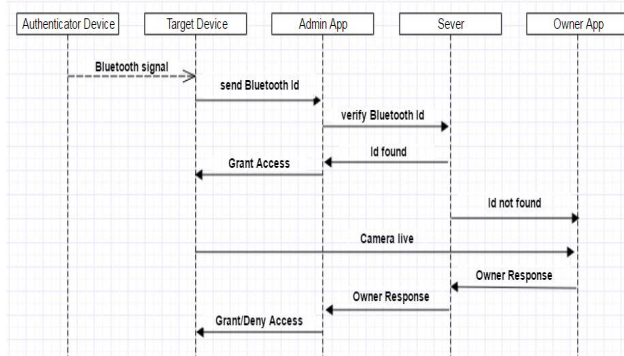 Authenticator Device
Target Device
Admin App
Sever
Owner App
Bluetooth signal
send Bluetooth Id
verify Bluetooth Id
Id found
Grant Access
Id not found
Camera live
Owner Response
Owner Response
Grant/Deny Access